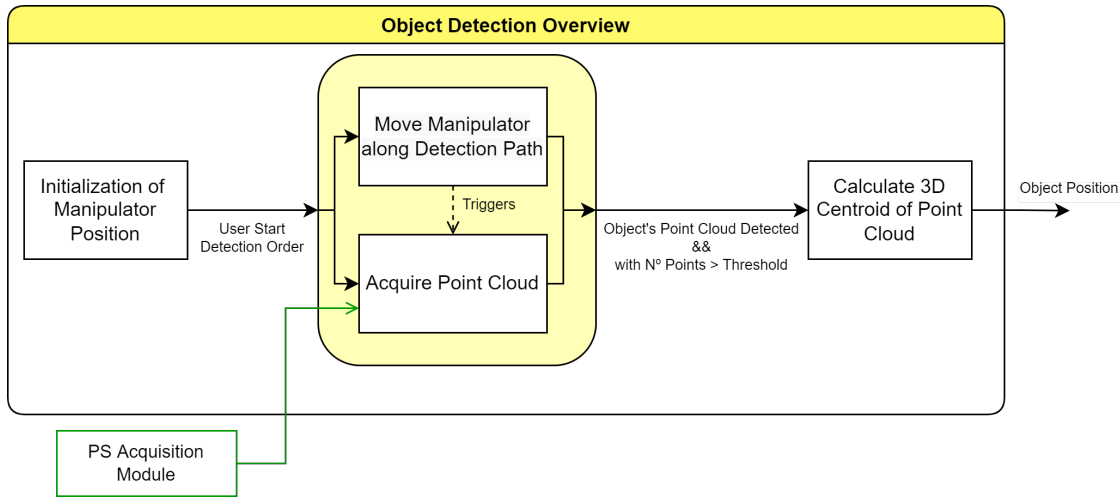 Object Detection Overview
Initialization of
Manipulator
Position
User Start
Detection Order
Move Manipulator
along Detection Path
Triggers
Acquire Point Cloud
Object's Point Cloud Detected
&&
with Nº Points > Threshold
Calculate 3D
Centroid of Point
Cloud
Object Position
PS Acquisition
Module